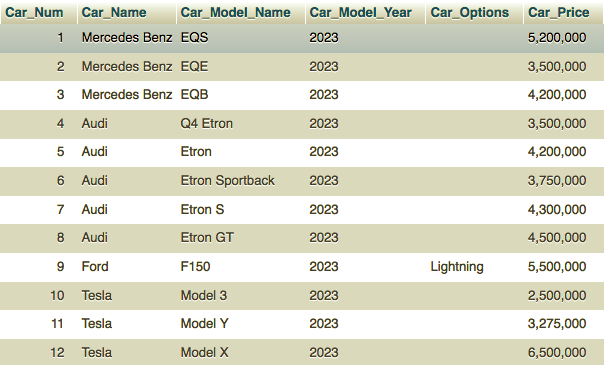 Car_Num Car_Name Car_Model_Name Car_Model_Year Car_Options Car_Price
1 Mercedes Benz EQS 2023 5,200,000
2 Mercedes Benz EQE 2023 3,500,000
3 Mercedes Benz EQB 2023 4,200,000
4 Audi Q4 Etron 2023 3,500,000
5 Audi Etron 2023 4,200,000
6 Audi Etron Sportback 2023 3,750,000
7 Audi Etron S 2023 4,300,000
8 Audi Etron GT 2023 4,500,000
9 Ford F150 2023 Lightning 5,500,000
10 Tesla Model 3 2023 2,500,000
11 Tesla Model Y 2023 3,275,000
12 Tesla Model X 2023 6,500,000